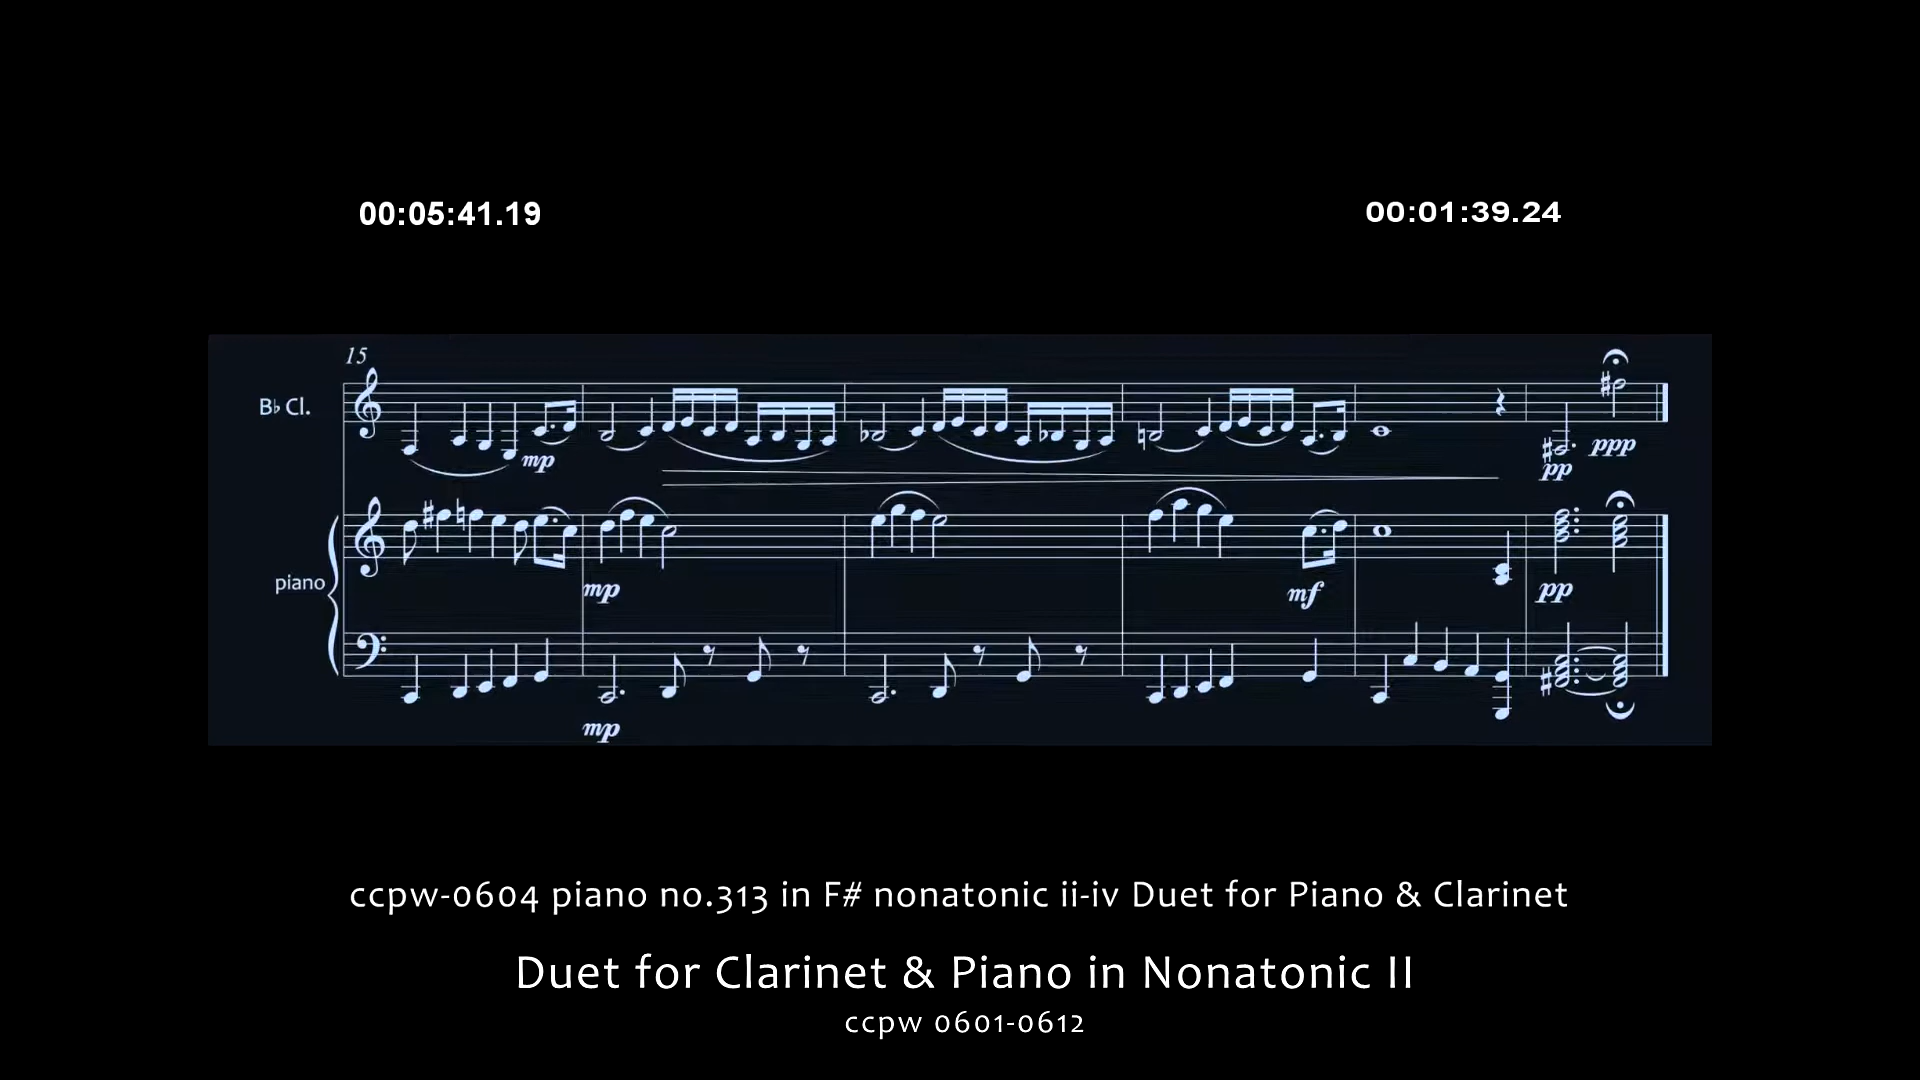 00:05:41.19
00:01:39.24
15
B♭ Cl.
mp
pp ppp
piano
mp
mf
pp
mp
ccpw-0604 piano no.313 in F# nonatonic ii-iv Duet for Piano & Clarinet
Duet for Clarinet & Piano in Nonatonic II
ccpw 0601-0612